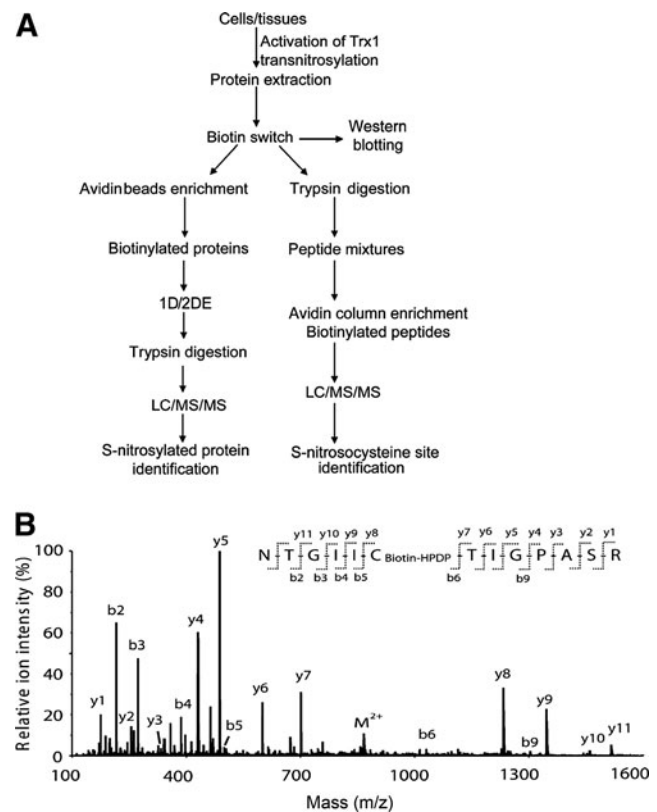 A
Cells/tissues
Activation of Trx1
transnitrosylation
Protein extraction
Biotin switch
Western
blotting
Avidin beads enrichment
Biotinylated proteins
1D/2DE
Trypsin digestion
LC/MS/MS
S-nitrosylated protein
identification
Trypsin digestion
Peptide mixtures
Avidin column enrichment
Biotinylated peptides
LC/MS/MS
S-nitrosocysteine site
identification
B
y11 y10 y9 y8 y7 y6 y5 y4 y3 y2 y1
N T G I I C Biotin-HPDP T I G P A S R
b2 b3 b4 b5 b6 b9
Relative ion intensity (%)
100
80
60
40
20
0
y1
b2
y2
b3
y3
b4
y4
y5
b5
y6
y7
M2+
b6
y8
b9
y9
y10
y11
100 700 1000 1300 1600
400
Mass (m/z)